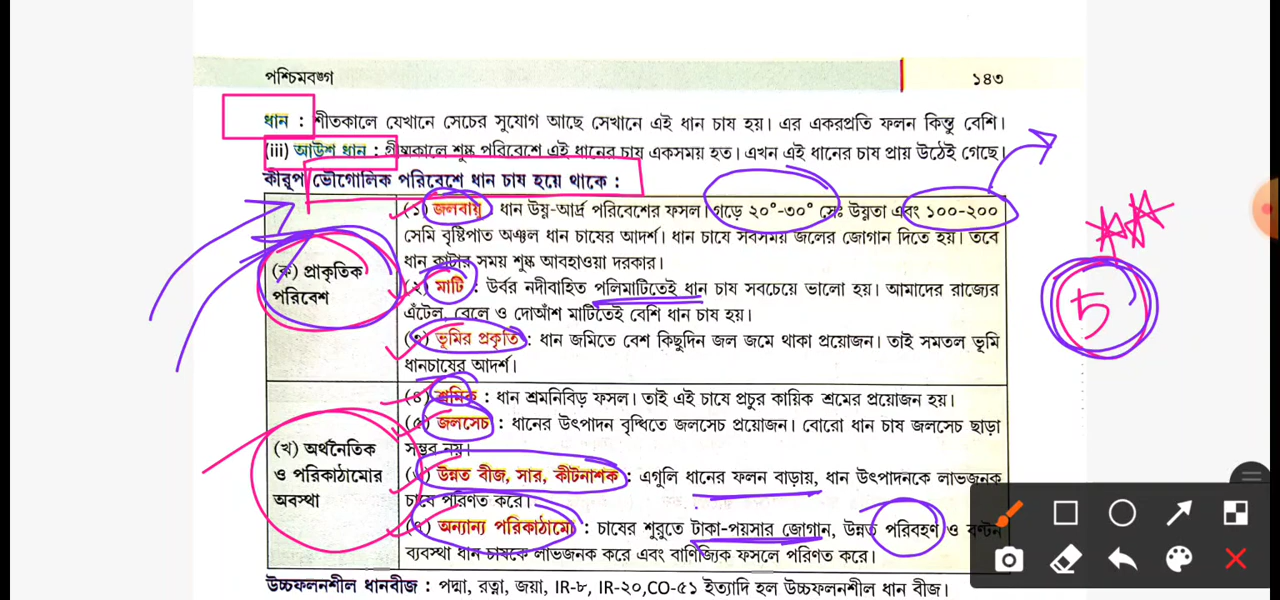 পশ্চিমবঙ্গ
১৪৩
ধান : শীতকালে যেখানে সেচের সুযোগ আছে সেখানে এই ধান চাষ হয়। এর একরপ্রতি ফলন কিন্তু বেশি।
(iii) আউশ ধান : গ্রীষ্মকালে শুষ্ক পরিবেশে এই ধানের চাষ একসময় হত। এখন এই ধানের চাষ প্রায় উঠেই গেছে।
কীরূপ ভৌগোলিক পরিবেশে ধান চাষ হয়ে থাকে :
(ক) প্রাকৃতিক
পরিবেশ
(১) জলবায়ু : ধান উষ্ণ-আর্দ্র পরিবেশের ফসল। গড়ে ২০°-৩০° সেঃ উষ্ণতা এবং ১০০-২০০
সেমি বৃষ্টিপাত অঞ্চল ধান চাষের আদর্শ। ধান চাষে সবসময় জলের জোগান দিতে হয়। তবে
ধান কাটার সময় শুষ্ক আবহাওয়া দরকার।
(২) মাটি : উর্বর নদীবাহিত পলিমাটিতেই ধান চাষ সবচেয়ে ভালো হয়। আমাদের রাজ্যের
এঁটেল, বেলে ও দোআঁশ মাটিতেই বেশি ধান চাষ হয়।
(৩) ভূমির প্রকৃতি : ধান জমিতে বেশ কিছুদিন জল জমে থাকা প্রয়োজন। তাই সমতল ভূমি
ধানচাষের আদর্শ।
5
(খ) অর্থনৈতিক
ও পরিকাঠামোর
অবস্থা
(৪) শ্রমিক : ধান শ্রমনিবিড় ফসল। তাই এই চাষে প্রচুর কায়িক শ্রমের প্রয়োজন হয়।
(৫) জলসেচ : ধানের উৎপাদন বৃদ্ধিতে জলসেচ প্রয়োজন। বোরো ধান চাষ জলসেচ ছাড়া
সম্ভব নয়।
(৬) উন্নত বীজ, সার, কীটনাশক : এগুলি ধানের ফলন বাড়ায়, ধান উৎপাদনকে লাভজনক
চাষে পরিণত করে।
(৭) অন্যান্য পরিকাঠামো : চাষের শুরুতে টাকা-পয়সার জোগান, উন্নত পরিবহণ ও বণ্টন
ব্যবস্থা ধান চাষকে লাভজনক করে এবং বাণিজ্যিক ফসলে পরিণত করে।
উচ্চফলনশীল ধানবীজ : পদ্মা, রত্না, জয়া, IR-৮, IR-২০,CO-৫১ ইত্যাদি হল উচ্চফলনশীল ধান বীজ।